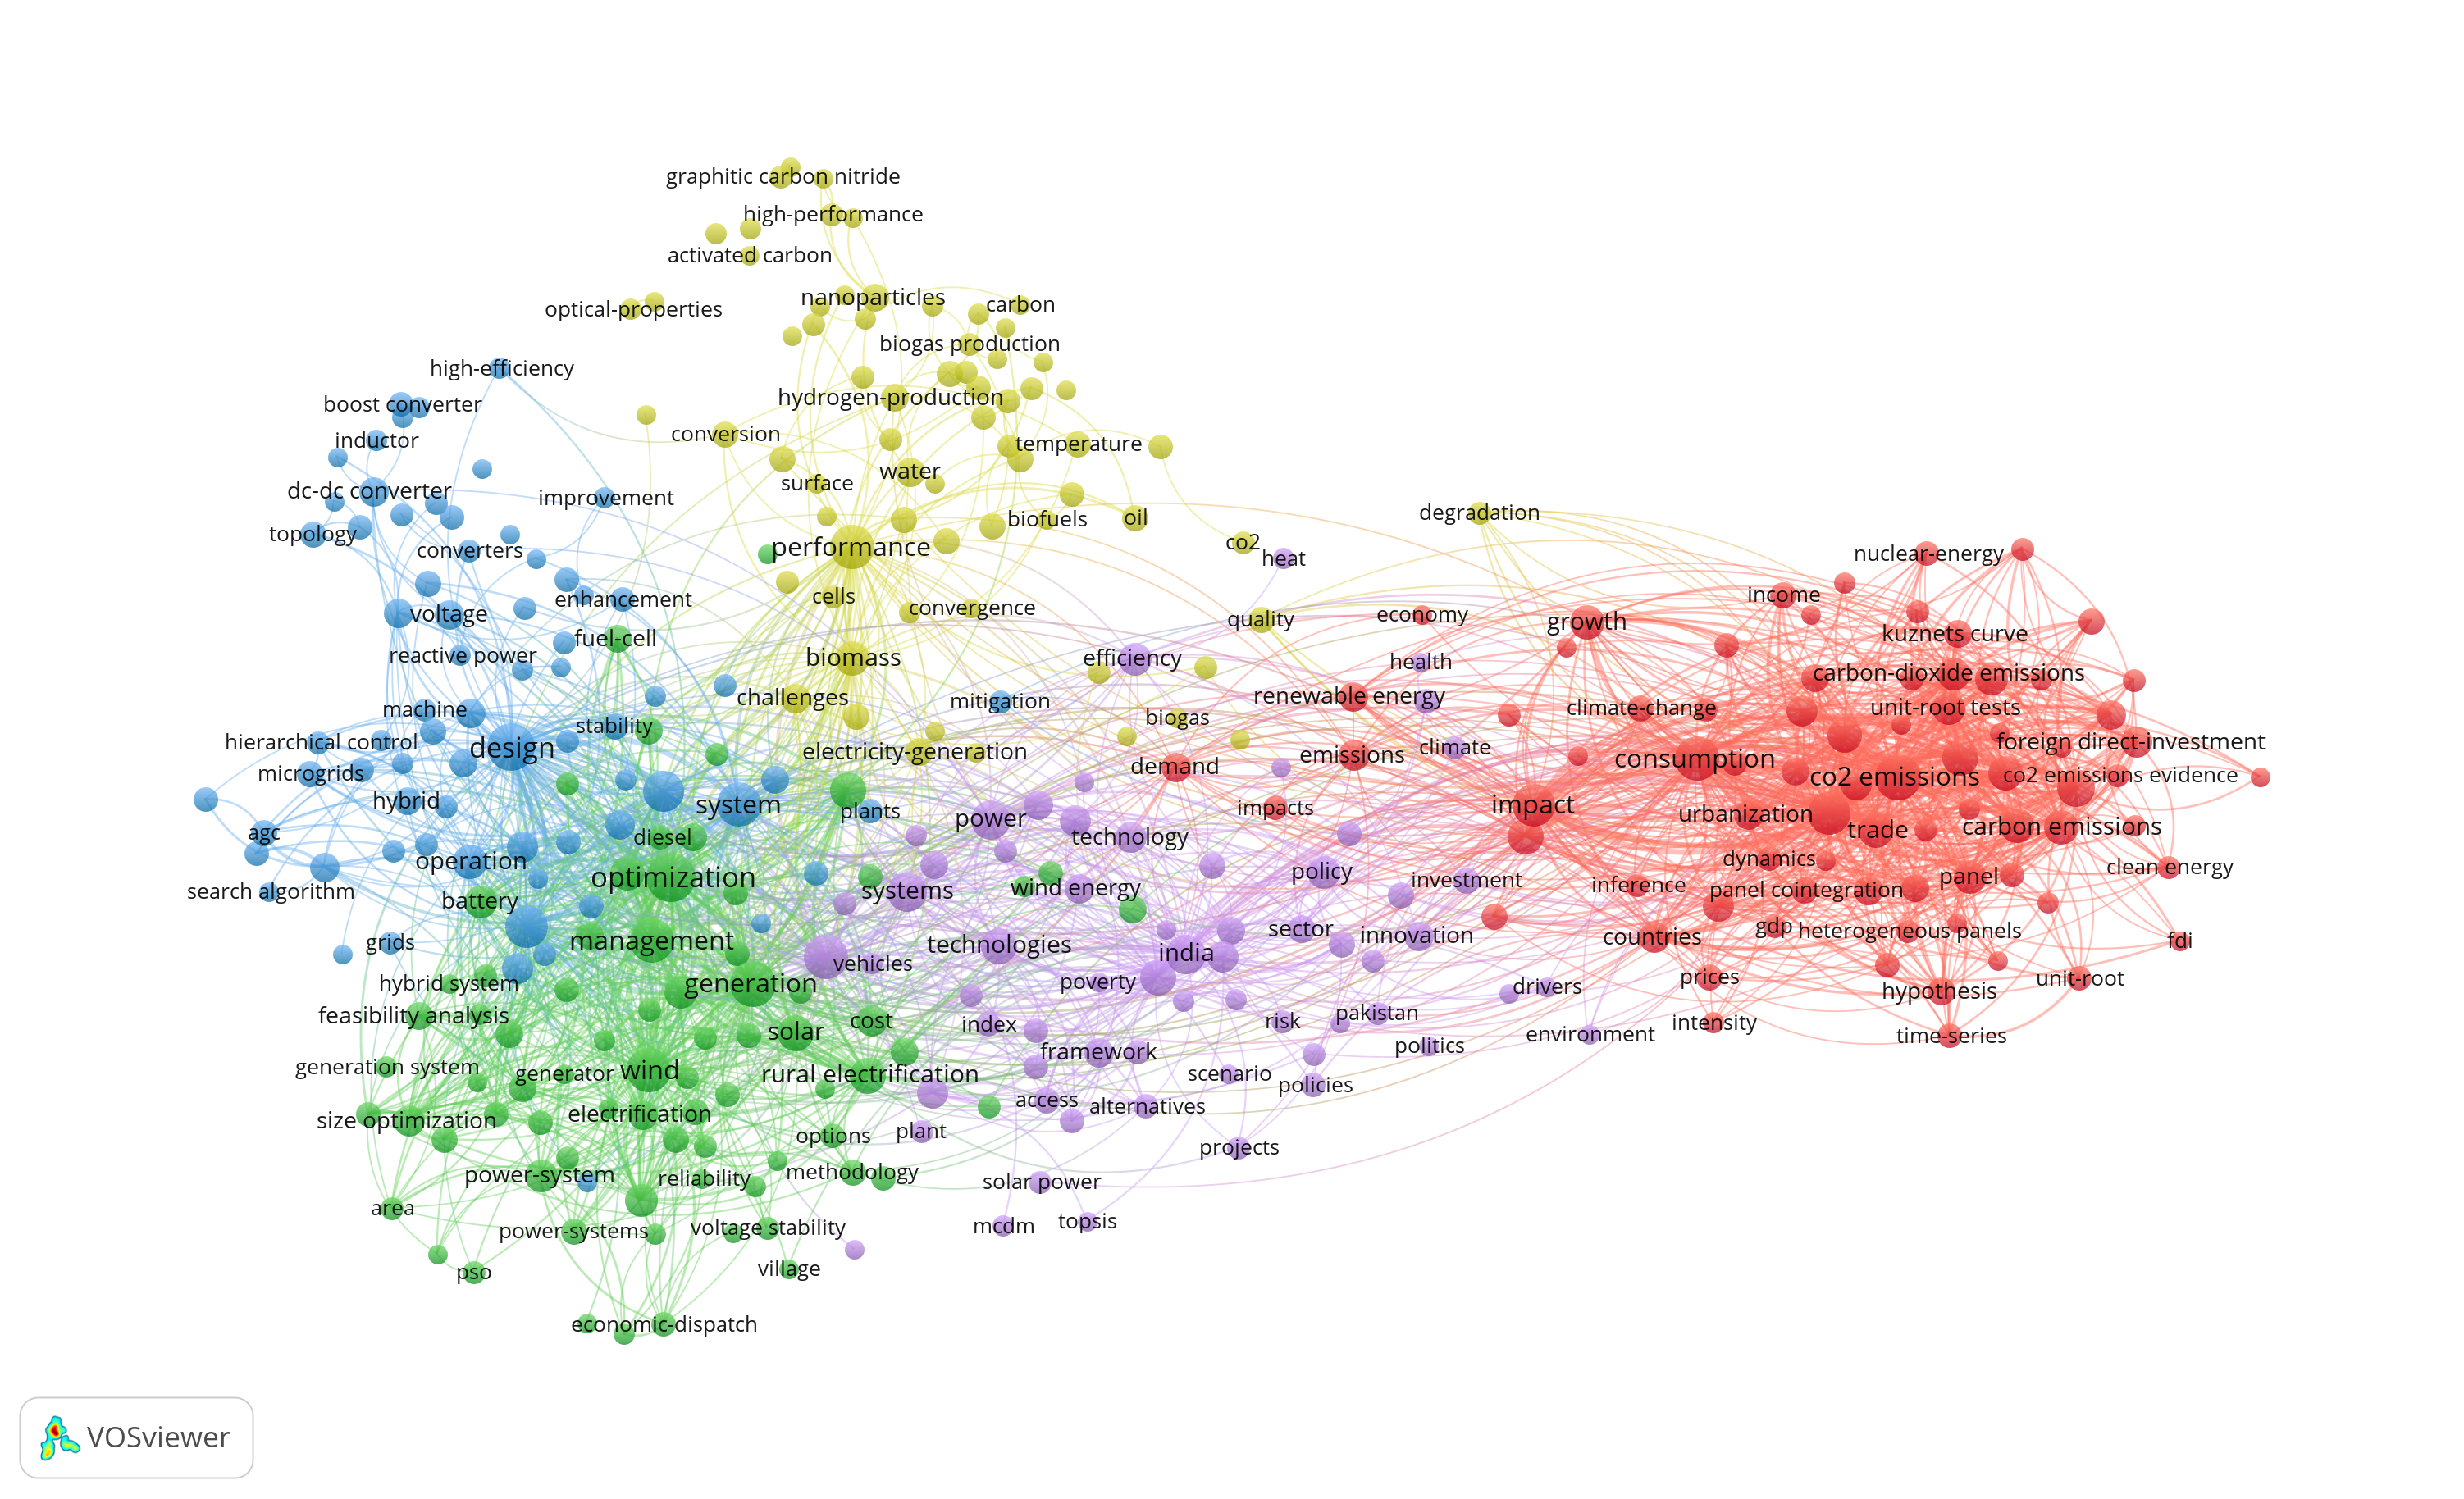 graphitic carbon nitride
high-performance
activated carbon
nanoparticles
carbon
optical-properties
biogas production
high-efficiency
hydrogen-production
boost converter
conversion
inductor
temperature
water
surface
dc-dc converter
improvement
biofuels
oil
degradation
topology
converters
performance
co2
heat
nuclear-energy
enhancement
cells
convergence
income
voltage
quality
economy
growth
kuznets curve
fuel-cell
reactive power
biomass
efficiency
health
carbon-dioxide emissions
challenges
mitigation
renewable energy
machine
climate-change
unit-root tests
stability
biogas
hierarchical control
design
electricity-generation
climate
foreign direct-investment
microgrids
demand
emissions
consumption
co2 emissions
co2 emissions evidence
hybrid
system
plants
impacts
impact
power
technology
urbanization
trade
carbon emissions
agc
diesel
operation
dynamics
clean energy
search algorithm
optimization
systems
wind energy
policy
investment
inference
panel cointegration
panel
battery
grids
management
technologies
india
sector
innovation
countries
gdp
heterogeneous panels
fdi
vehicles
hybrid system
generation
poverty
drivers
prices
hypothesis
unit-root
feasibility analysis
solar
cost
index
risk
pakistan
intensity
environment
time-series
politics
framework
generation system
generator
wind
rural electrification
scenario
policies
size optimization
electrification
access
alternatives
options
plant
projects
power-system
reliability
methodology
solar power
area
power-systems
voltage stability
mcdm
topsis
pso
village
economic-dispatch
VOSviewer